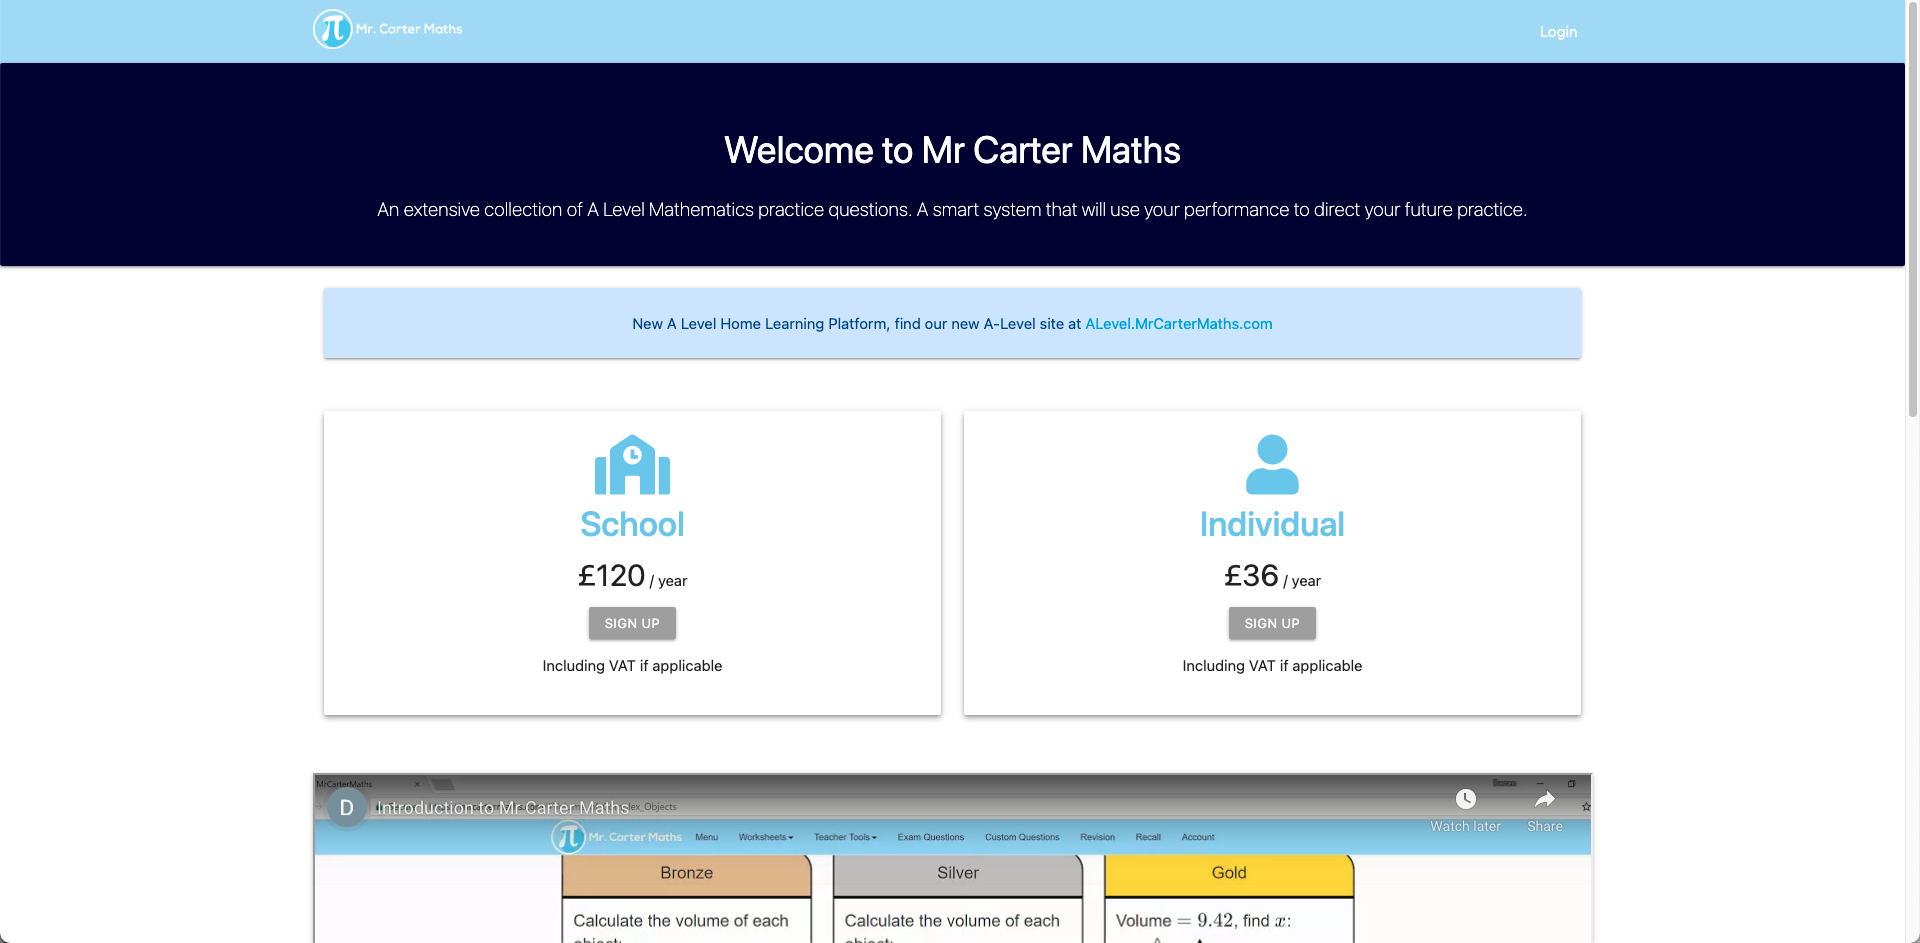 Mr. Carter Maths
Login
Welcome to Mr Carter Maths
An extensive collection of A Level Mathematics practice questions. A smart system that will use your performance to direct your future practice.
New A Level Home Learning Platform, find our new A-Level site at ALevel.MrCarterMaths.com
School
£120 / year
SIGN UP
Including VAT if applicable
Individual
£36 / year
SIGN UP
Including VAT if applicable
MrCarterMaths
D
Introduction to Mr Carter Maths
Watch later
Share
Mr. Carter Maths Menu Worksheets Teacher Tools Exam Questions Custom Questions Revision Recall Account
Bronze
Silver
Gold
Calculate the volume of each
object:
Calculate the volume of each
object:
Volume = 9.42, find x: